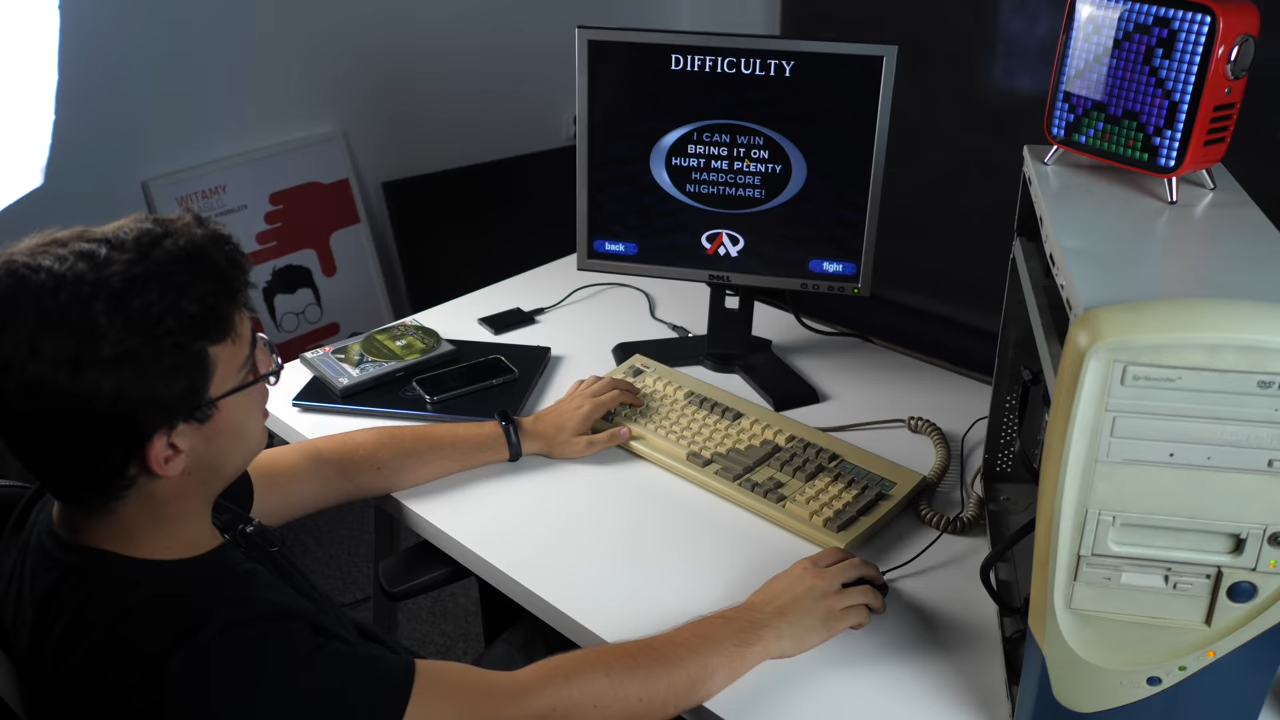 DIFFICULTY
I CAN WIN
BRING IT ON
HURT ME PLENTY
HARDCORE
NIGHTMARE!
back
fight
DELL
WITAMY